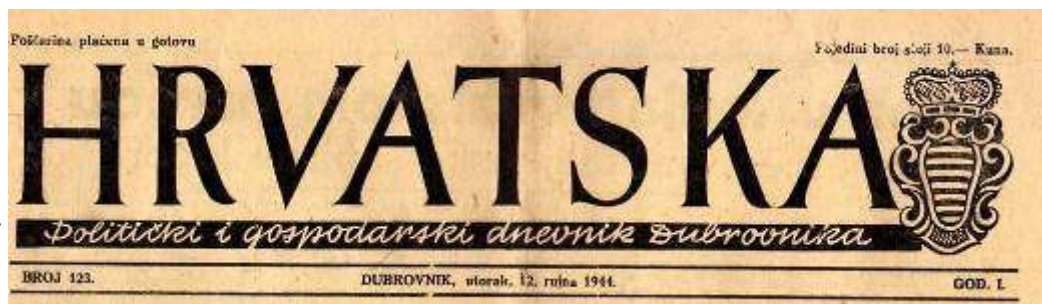 Poštarina plaćena u gotovu
Pojedini broj stoji 10.— Kuna.
HRVATSKA
Politički i gospodarski dnevnik Dubrovnika
BROJ 123.
DUBROVNIK, utorak, 12. rujna 1944.
GOD. I.